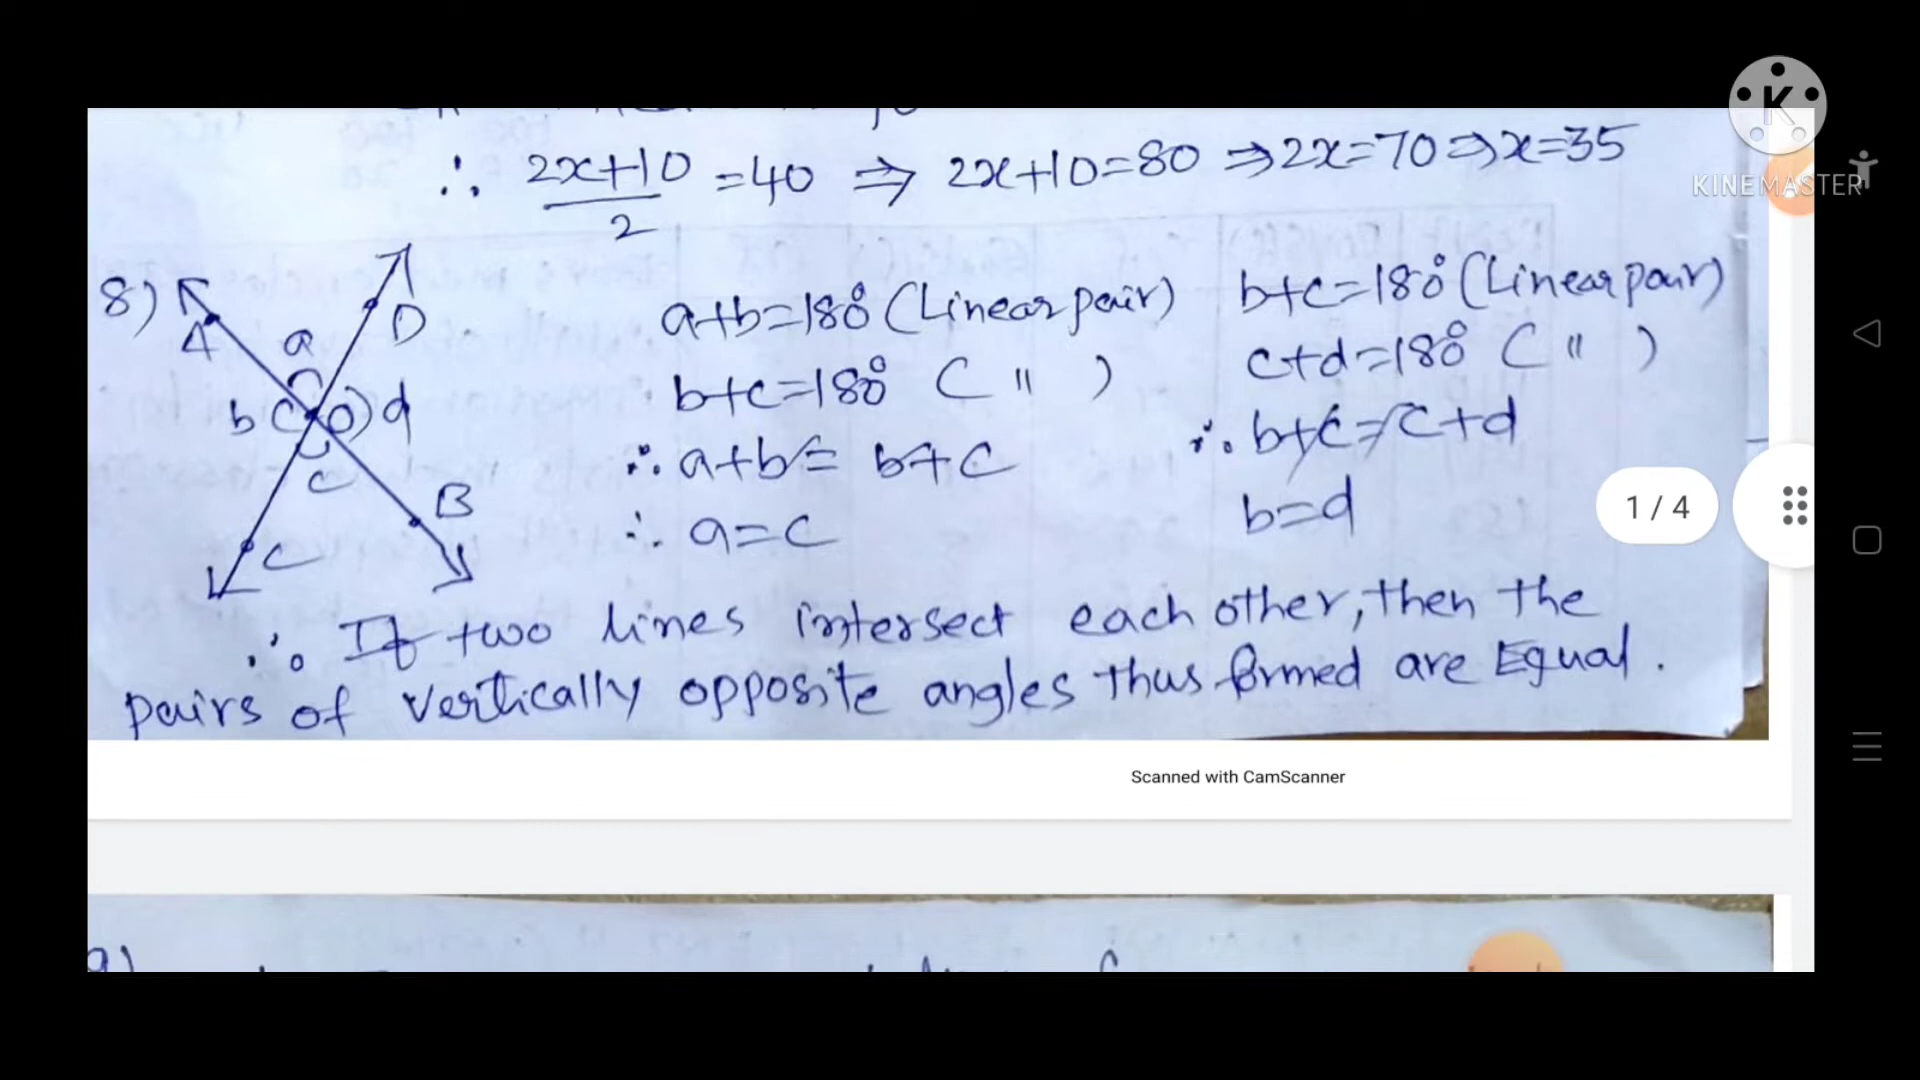 ∴ 2x+10/2 = 40 ⇒ 2x+10=80 ⇒ 2x=70 ⇒ x=35
KINEMASTER
8) A D a b d O c B C
a+b=180° (Linear pair) b+c=180° (Linear pair)
b+c=180° ( " ) c+d=180° ( " )
∴ a+b = b+c ∴ b+c=c+d
∴ a=c b=d
1 / 4
∴ If two lines intersect each other, then the
pairs of vertically opposite angles thus formed are Equal.
Scanned with CamScanner
9)